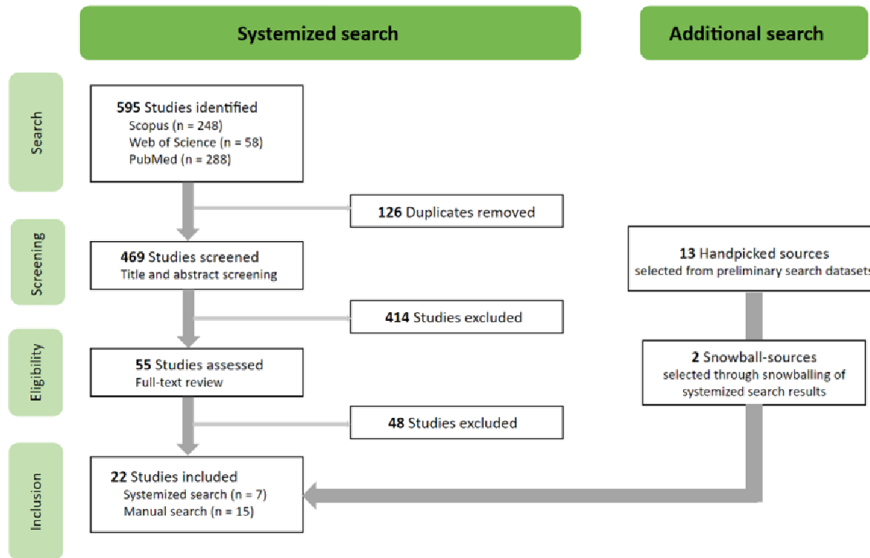 Systemized search
Additional search
Search
595 Studies identified
Scopus (n = 248)
Web of Science (n = 58)
PubMed (n = 288)
126 Duplicates removed
Screening
469 Studies screened
Title and abstract screening
13 Handpicked sources
selected from preliminary search datasets
414 Studies excluded
Eligibility
55 Studies assessed
Full-text review
2 Snowball-sources
selected through snowballing of
systemized search results
48 Studies excluded
Inclusion
22 Studies included
Systemized search (n = 7)
Manual search (n = 15)